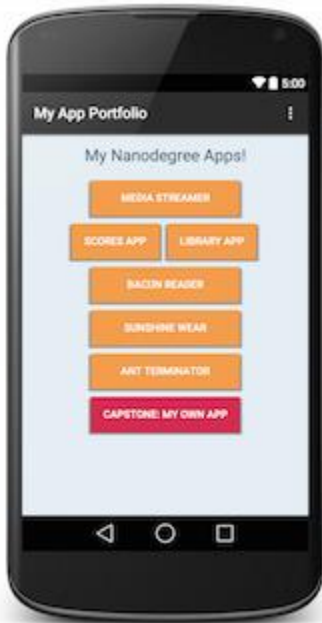 5:00
My App Portfolio
My Nanodegree Apps!
MEDIA STREAMER
SCORES APP LIBRARY APP
BACON READER
SUNSHINE WEAR
ANT TERMINATOR
CAPSTONE: MY OWN APP